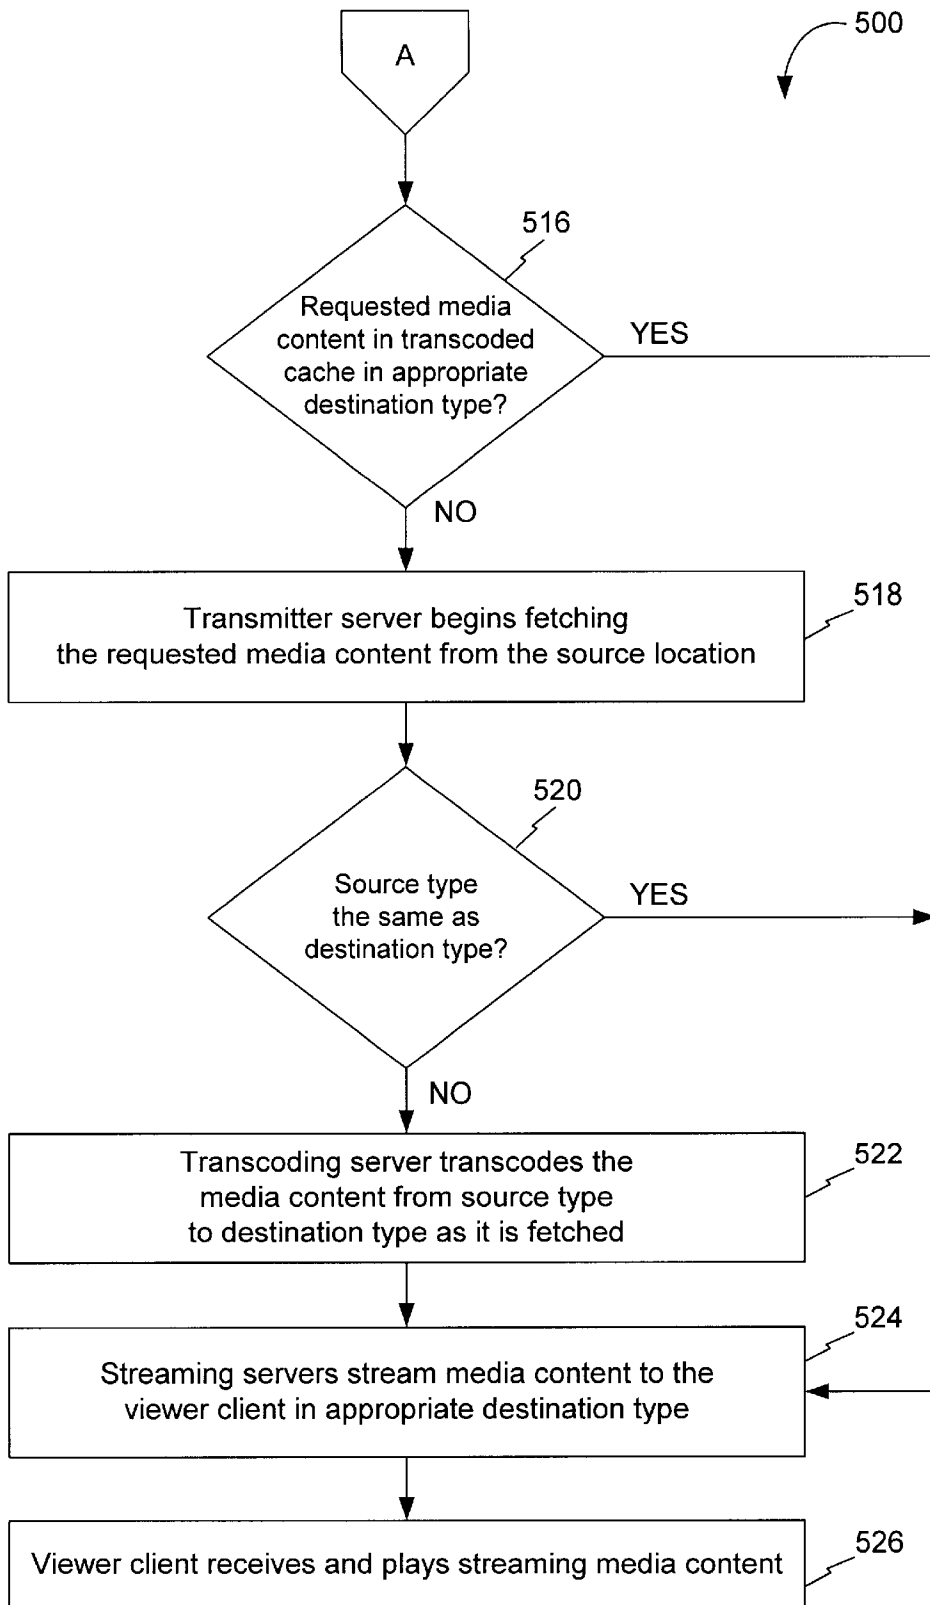 500
A
516
Requested media
content in transcoded
cache in appropriate
destination type?
YES
NO
518
Transmitter server begins fetching
the requested media content from the source location
520
Source type
the same as
destination type?
YES
NO
522
Transcoding server transcodes the
media content from source type
to destination type as it is fetched
524
Streaming servers stream media content to the
viewer client in appropriate destination type
526
Viewer client receives and plays streaming media content